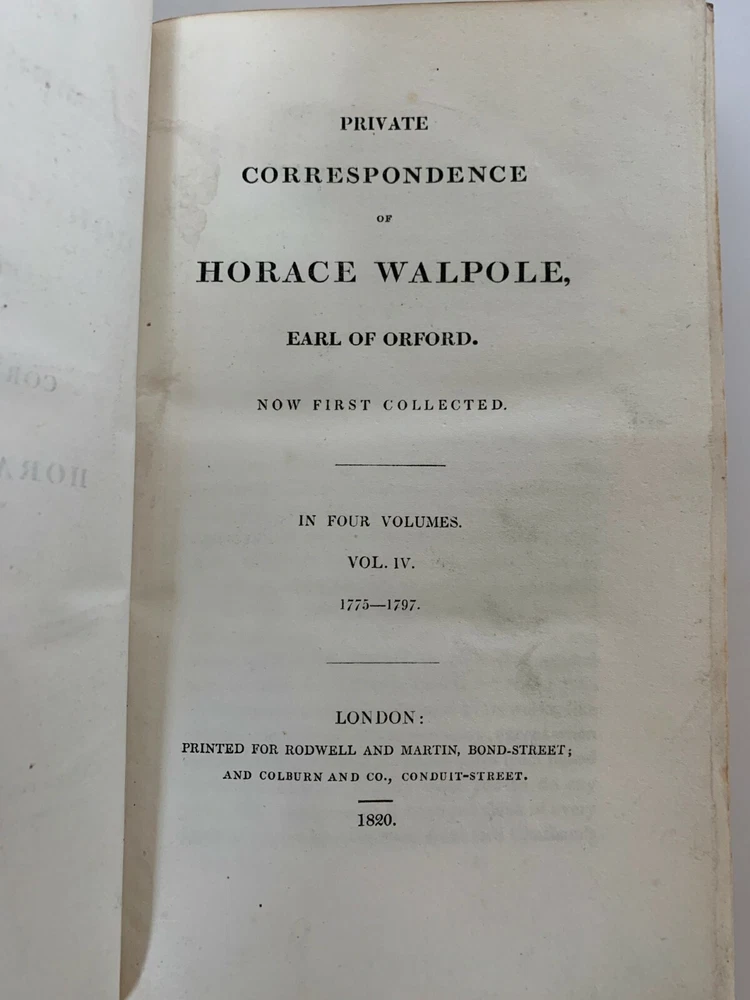 PRIVATE
CORRESPONDENCE
OF
HORACE WALPOLE,
EARL OF ORFORD.
NOW FIRST COLLECTED.
IN FOUR VOLUMES.
VOL. IV.
1775—1797.
LONDON:
PRINTED FOR RODWELL AND MARTIN, BOND-STREET;
AND COLBURN AND CO., CONDUIT-STREET.
1820.